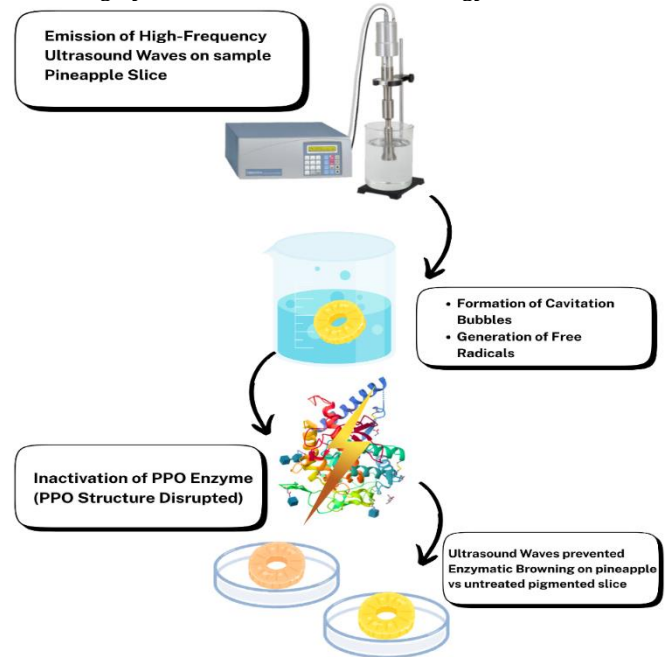 Emission of High-Frequency
Ultrasound Waves on sample
Pineapple Slice
• Formation of Cavitation
Bubbles
• Generation of Free
Radicals
Inactivation of PPO Enzyme
(PPO Structure Disrupted)
Ultrasound Waves prevented
Enzymatic Browning on pineapple
vs untreated pigmented slice